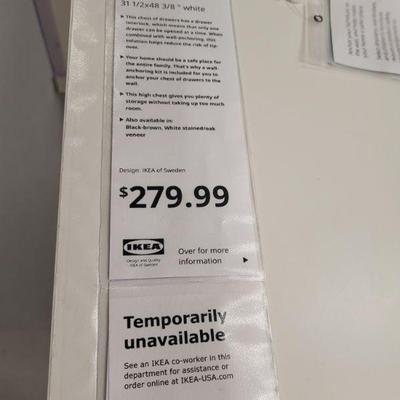 31 1/2x48 3/8 " white
▶ This chest of drawers has a drawer
interlock, which means that only one
drawer can be opened at a time. When
combined with wall-anchoring, this
solution helps reduce the risk of tip-
over.
▶ Your home should be a safe place for
the entire family. That's why a wall-
anchoring kit is included for you to
anchor your chest of drawers to the
wall.
▶ This high chest gives you plenty of
storage without taking up too much
room.
▶ Also available in:
Black-brown, White stained/oak
veneer
Design: IKEA of Sweden
$279.99
IKEA
Design and Quality
IKEA of Sweden
Over for more
information ▶
Temporarily
unavailable
See an IKEA co-worker in this
department for assistance or
order online at IKEA-USA.com